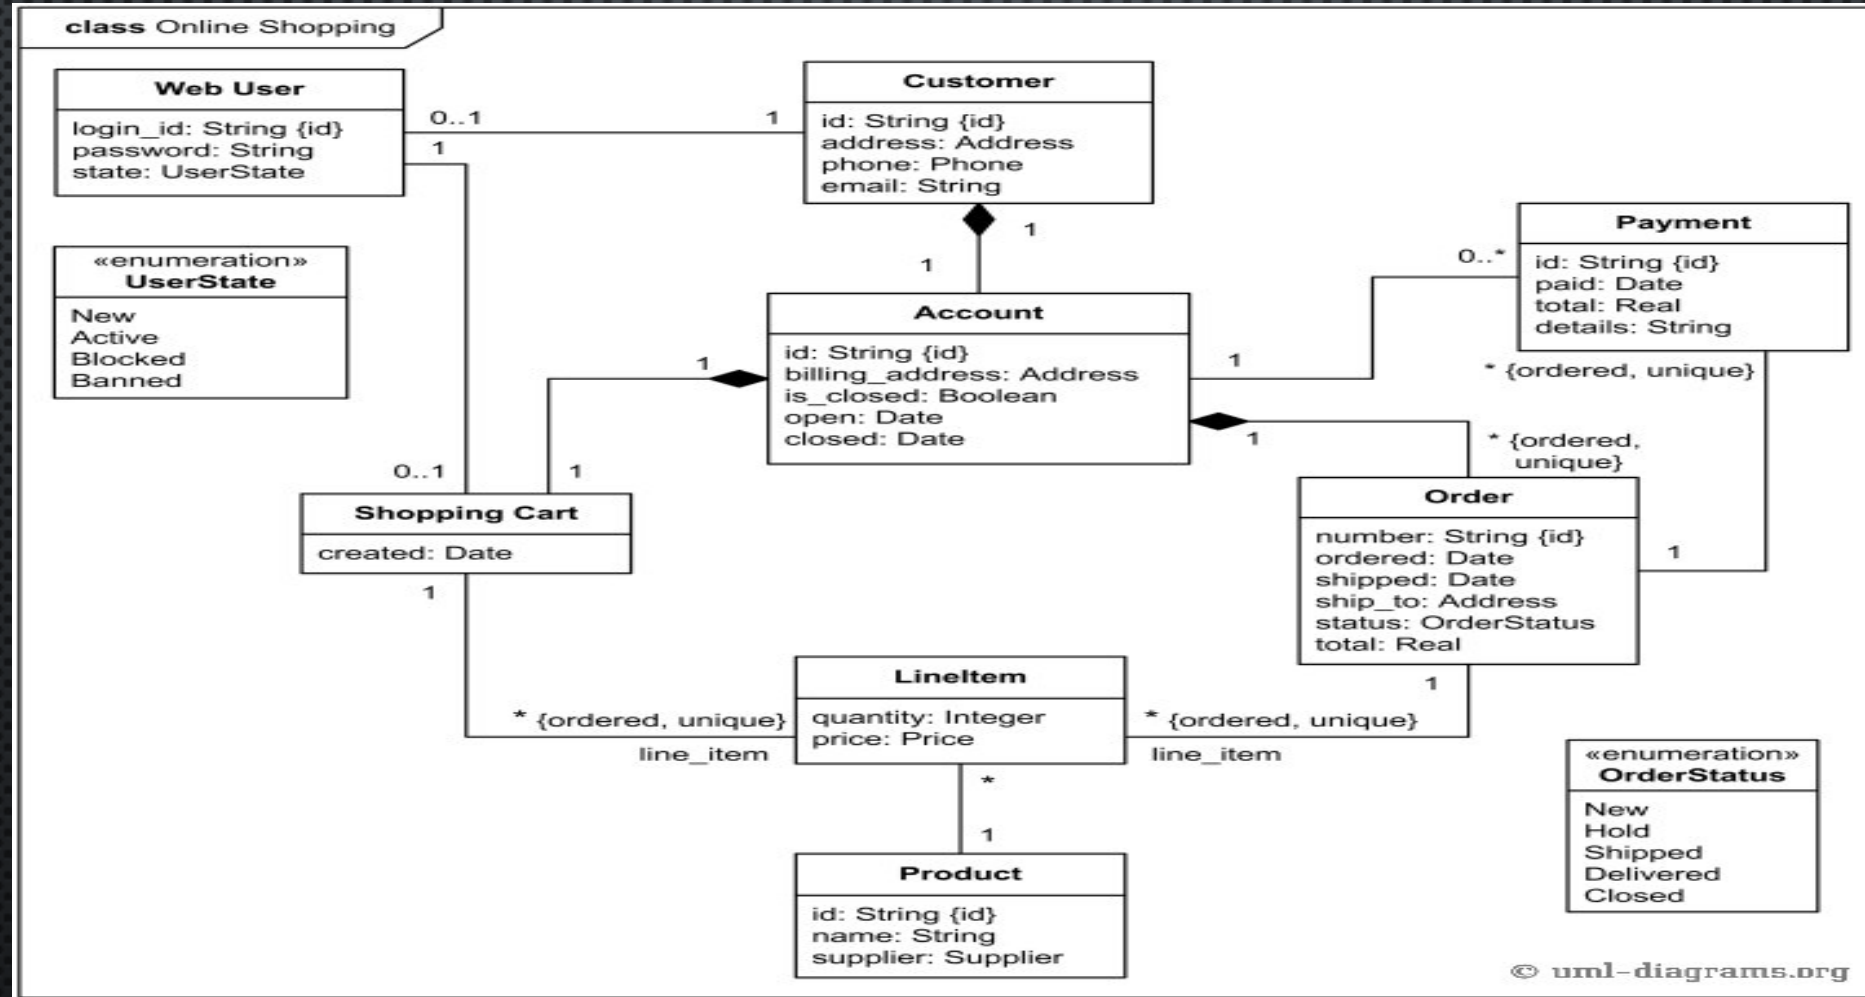 class Online Shopping
Web User
login_id: String {id}
password: String
state: UserState
0..1
1
1
Customer
id: String {id}
address: Address
phone: Phone
email: String
1
1
«enumeration»
UserState
New
Active
Blocked
Banned
Account
id: String {id}
billing_address: Address
is_closed: Boolean
open: Date
closed: Date
1
1
0..*
Payment
id: String {id}
paid: Date
total: Real
details: String
* {ordered, unique}
1
* {ordered,
unique}
0..1
1
Shopping Cart
created: Date
1
Order
number: String {id}
ordered: Date
shipped: Date
ship_to: Address
status: OrderStatus
total: Real
1
1
* {ordered, unique}
line_item
LineItem
quantity: Integer
price: Price
* {ordered, unique}
line_item
*
1
Product
id: String {id}
name: String
supplier: Supplier
«enumeration»
OrderStatus
New
Hold
Shipped
Delivered
Closed
© uml-diagrams.org